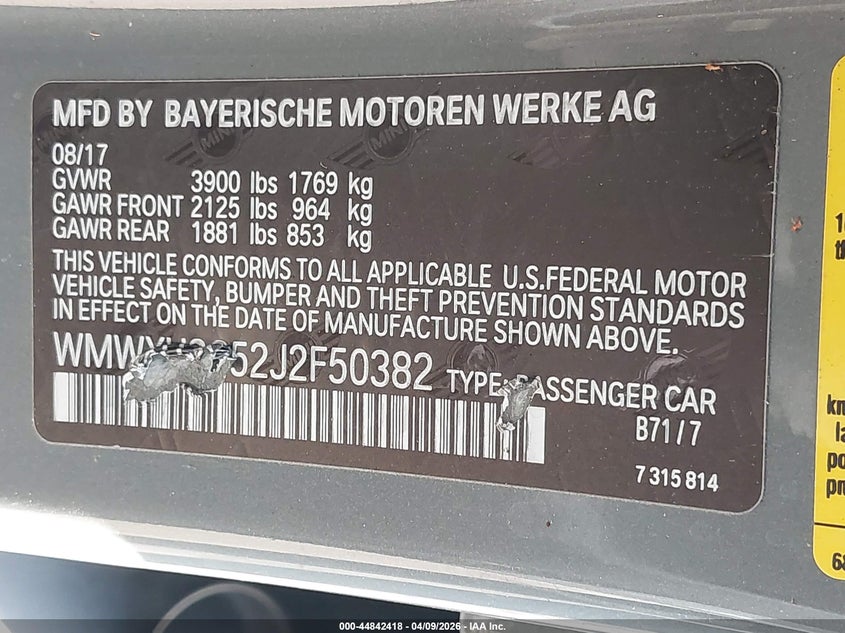 MFD BY BAYERISCHE MOTOREN WERKE AG
08/17
GVWR 3900 lbs 1769 kg
GAWR FRONT 2125 lbs 964 kg
GAWR REAR 1881 lbs 853 kg
THIS VEHICLE CONFORMS TO ALL APPLICABLE U.S.FEDERAL MOTOR
VEHICLE SAFETY, BUMPER AND THEFT PREVENTION STANDARDS
IN EFFECT ON THE DATE OF MANUFACTURE SHOWN ABOVE.
TYPE: PASSENGER CAR
B71/7
7 315 814
000-44842418 - 04/09/2026 - IAA Inc.